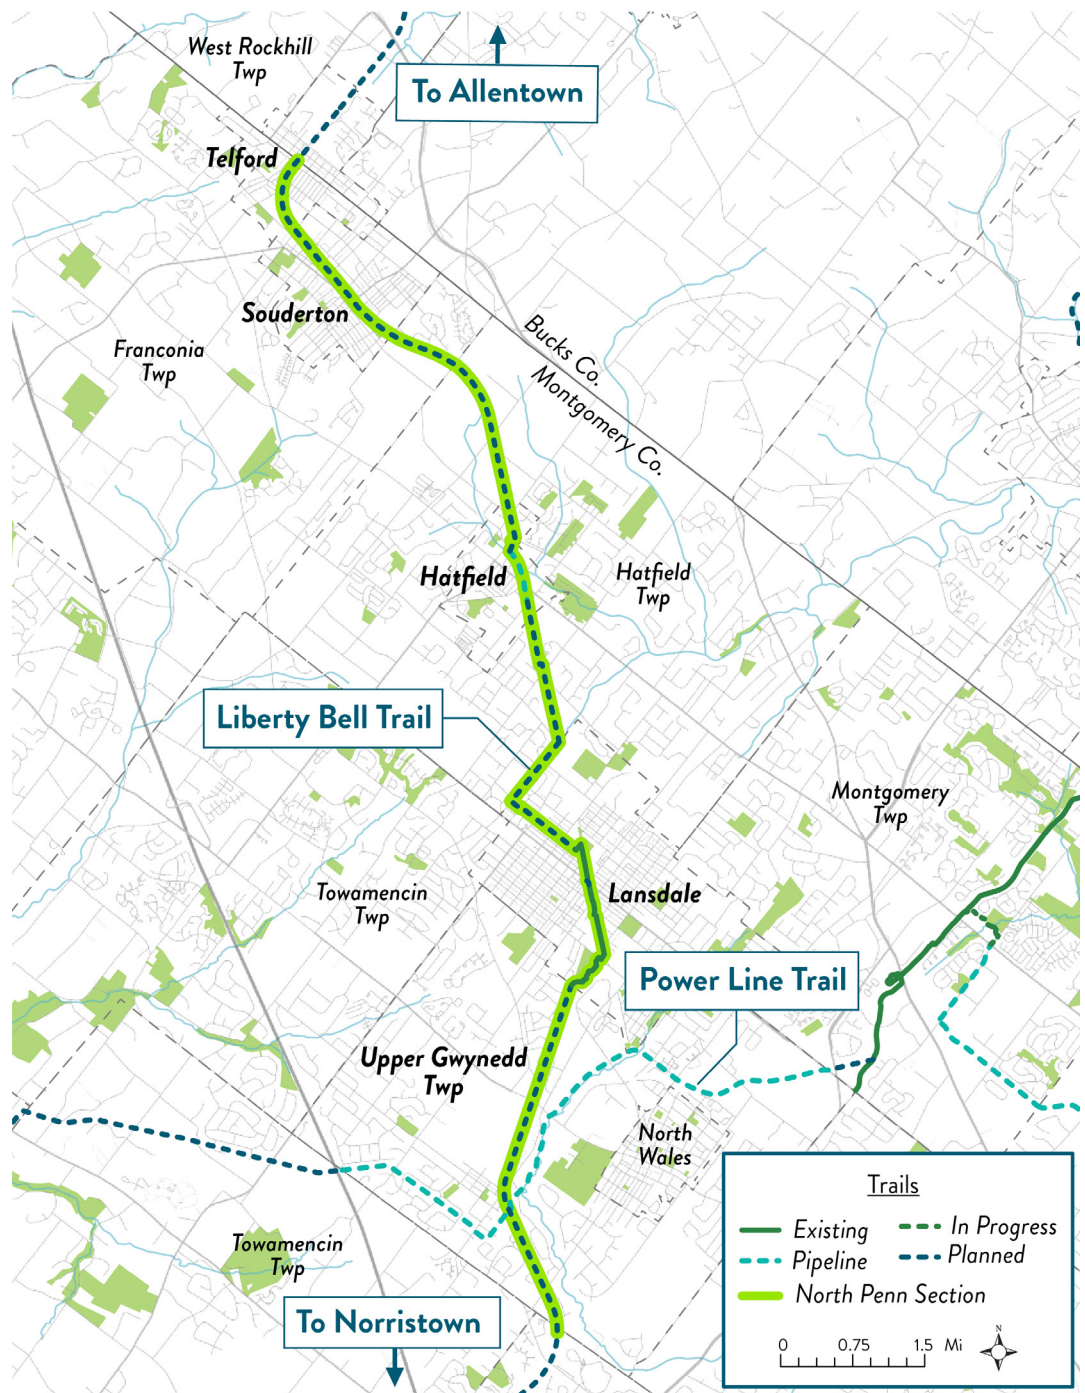 West Rockhill
Twp
To Allentown
Telford
Souderton
Franconia
Twp
Bucks Co.
Montgomery Co.
Hatfield
Hatfield
Twp
Liberty Bell Trail
Montgomery
Twp
Towamencin
Twp
Lansdale
Power Line Trail
Upper Gwynedd
Twp
North
Wales
Towamencin
Twp
To Norristown
Trails
Existing
In Progress
Pipeline
Planned
North Penn Section
0 0.75 1.5 Mi
N